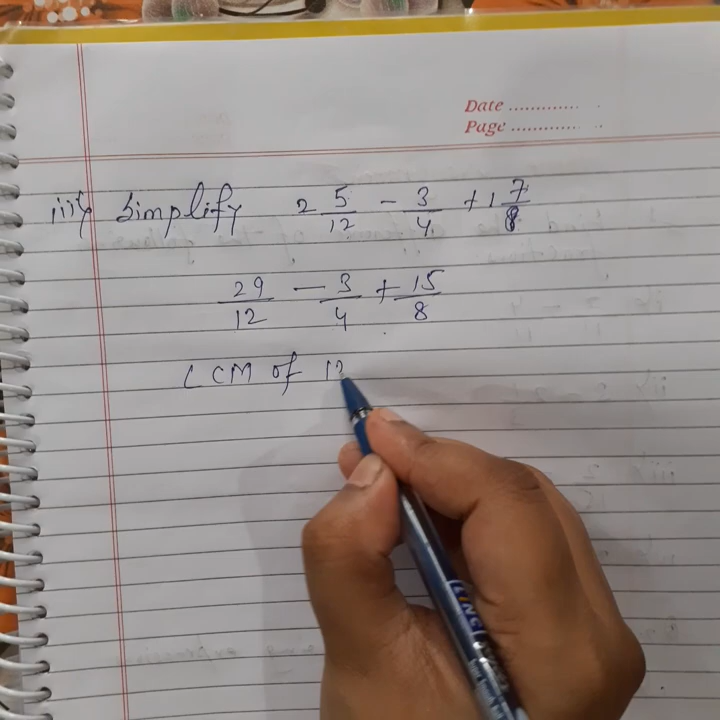 Date ............
Page ............
iii) Simplify 2 5/12 - 3/4 + 1 7/8
29/12 - 3/4 + 15/8
LCM of 12